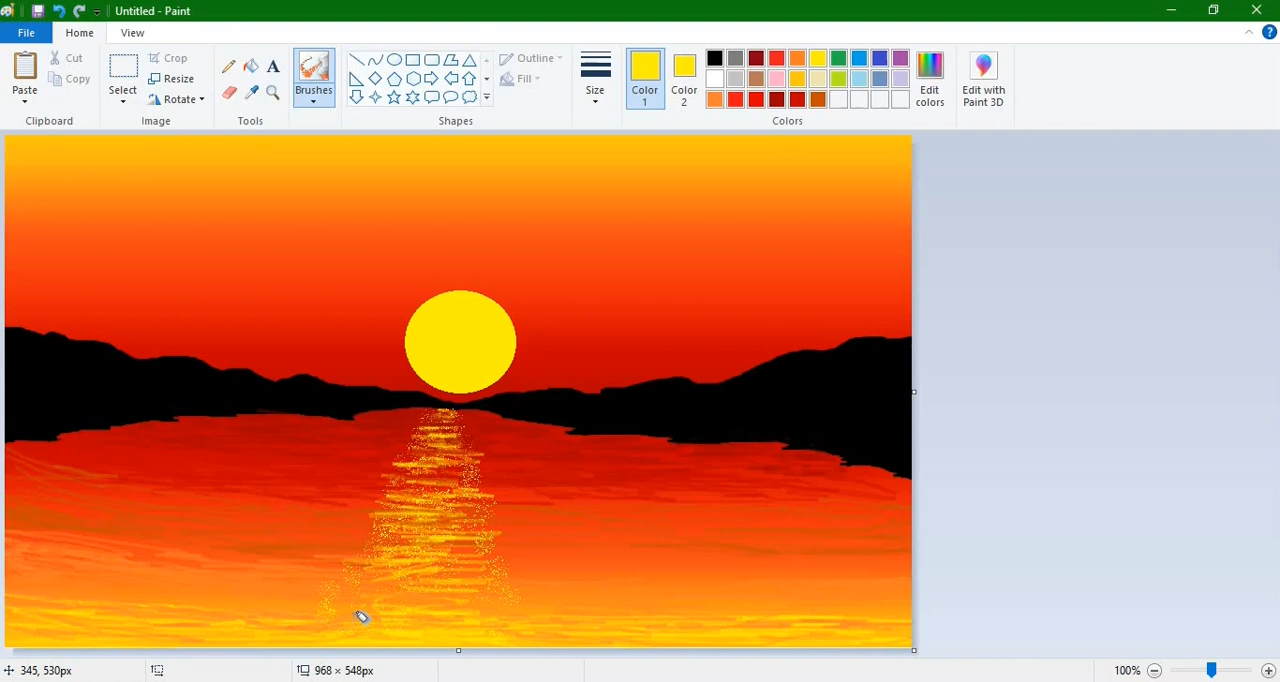 Untitled - Paint
File Home View
Paste
Cut
Copy
Clipboard
Select
Crop
Resize
Rotate
Image
Tools
Brushes
Outline
Fill
Shapes
Size
Color 1
Color 2
Edit colors
Colors
Edit with Paint 3D
345, 530px
968 × 548px
100%